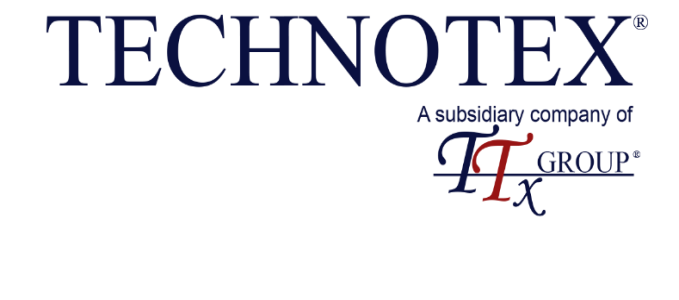 TECHNOTEX®
A subsidiary company of
TTx GROUP®